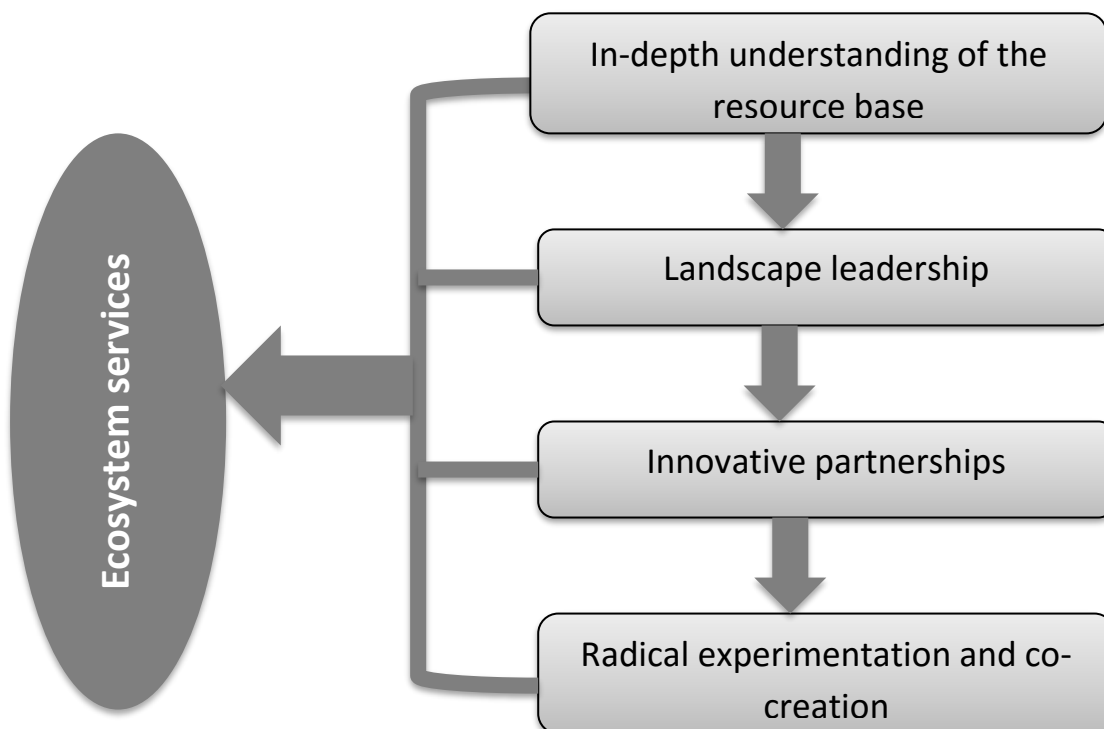 In-depth understanding of the
resource base
Landscape leadership
Innovative partnerships
Radical experimentation and co-
creation
Ecosystem services